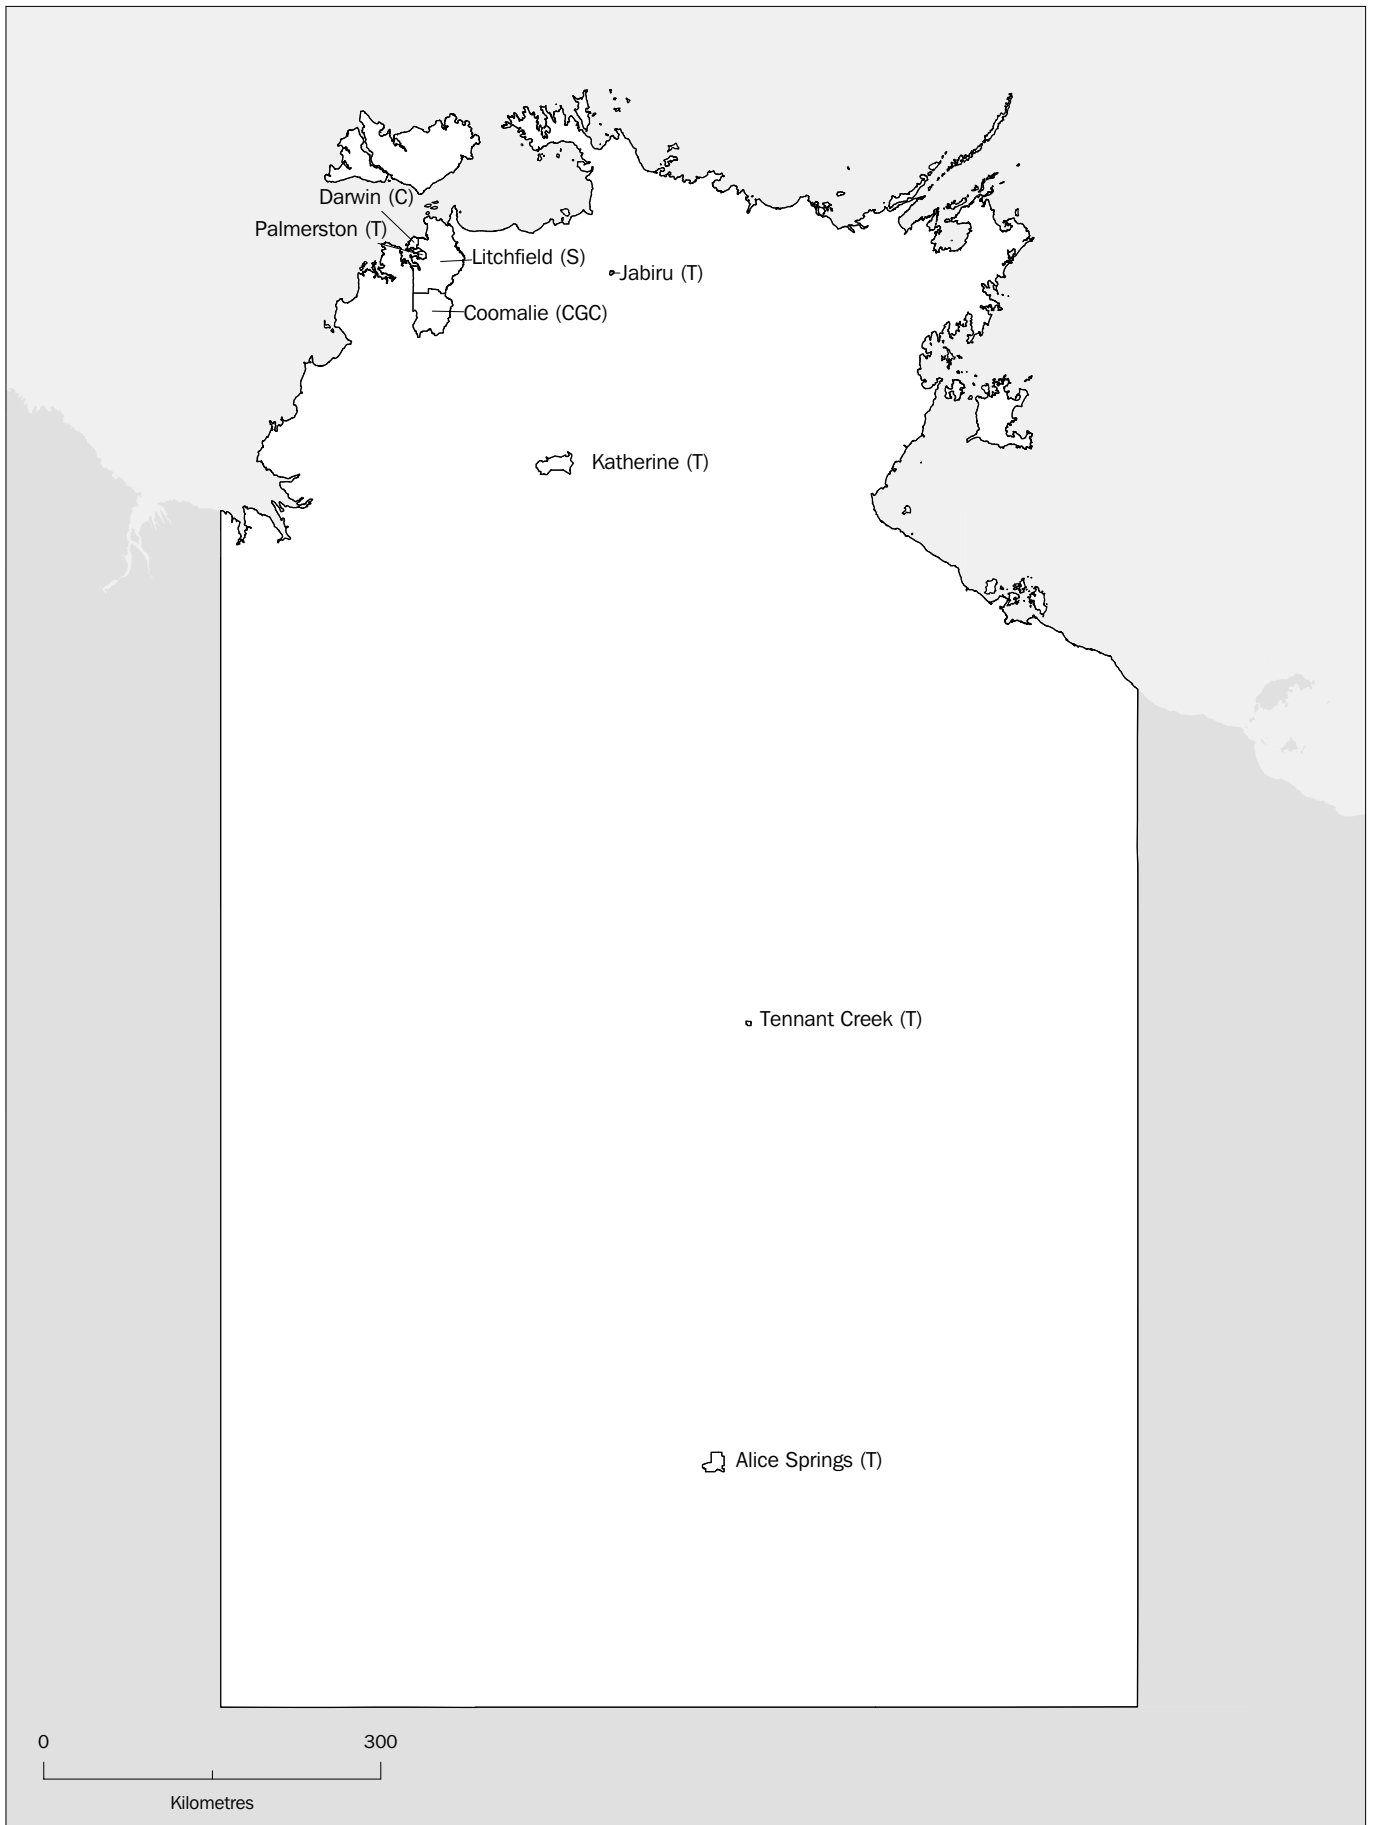 Darwin (C)
Palmerston (T)
Litchfield (S)
Jabiru (T)
Coomalie (CGC)
Katherine (T)
Tennant Creek (T)
Alice Springs (T)
0 300
Kilometres